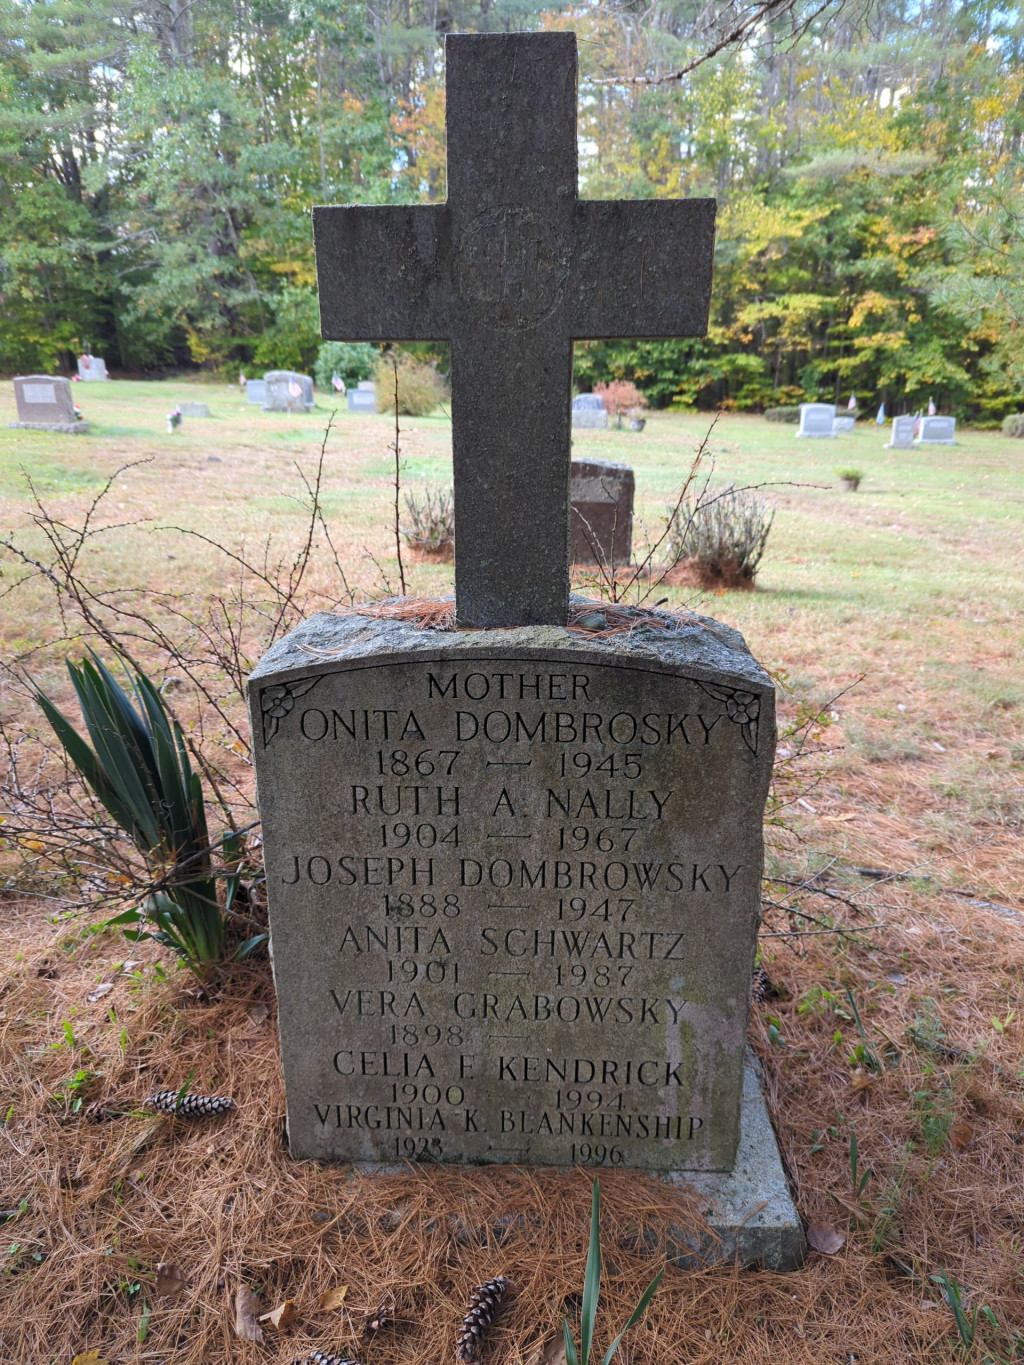 IHS
MOTHER
ONITA DOMBROSKY
1867 — 1945
RUTH A. NALLY
1904 — 1967
JOSEPH DOMBROWSKY
1888 — 1947
ANITA SCHWARTZ
1901 — 1987
VERA GRABOWSKY
1898 —
CELIA F. KENDRICK
1900 — 1994
VIRGINIA K. BLANKENSHIP
— 1996